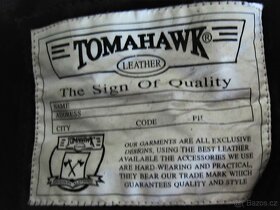 TOMAHAWK®
LEATHER
The Sign Of Quality
NAME
ADDRESS
CITY CODE PH
OUR GARMENTS ARE ALL EXCLUSIVE
DESIGNS, USING THE BEST LEATHER
AVAILABLE THE ACCESSORIES WE USE
ARE HARD-WEARING AND PRACTICAL,
THEY BEAR OUR TRADE MARK WHICH
GUARANTEES QUALITY AND STYLE
Bazos.cz